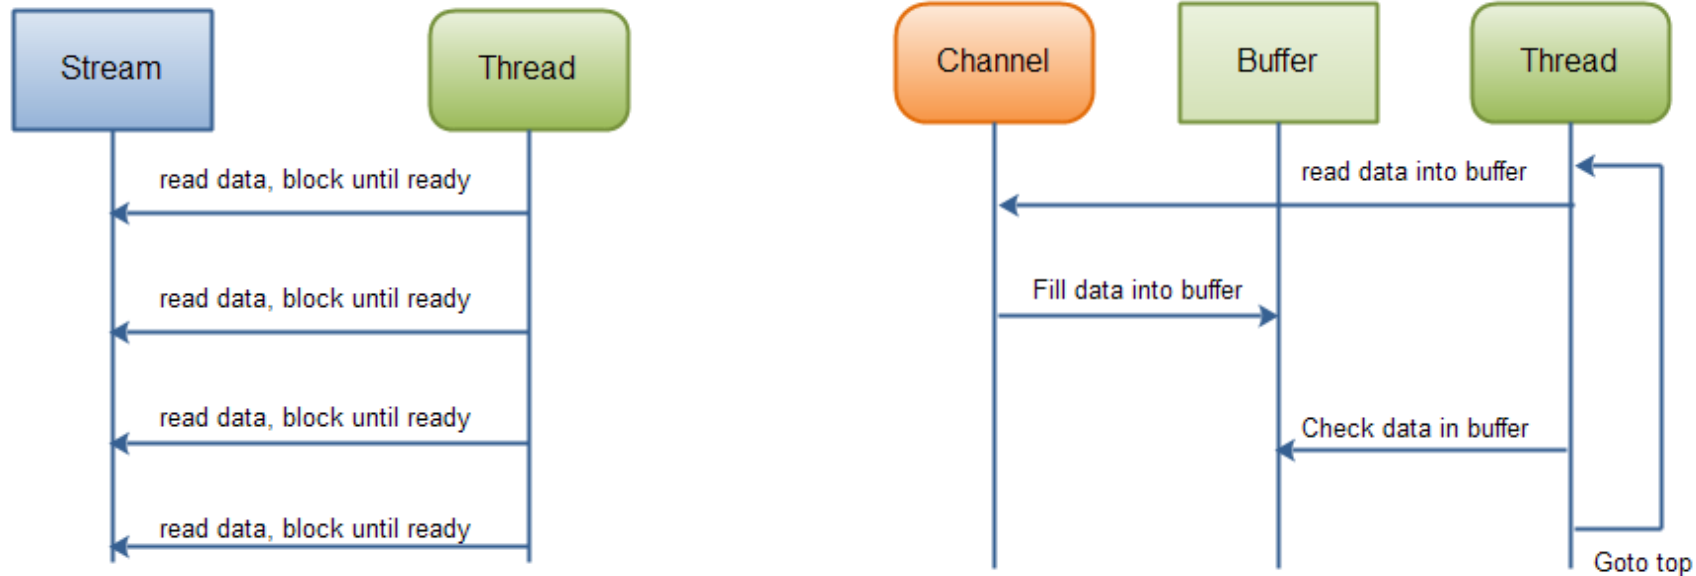 Stream
Thread
read data, block until ready
read data, block until ready
read data, block until ready
read data, block until ready
Channel
Buffer
Thread
read data into buffer
Fill data into buffer
Check data in buffer
Goto top